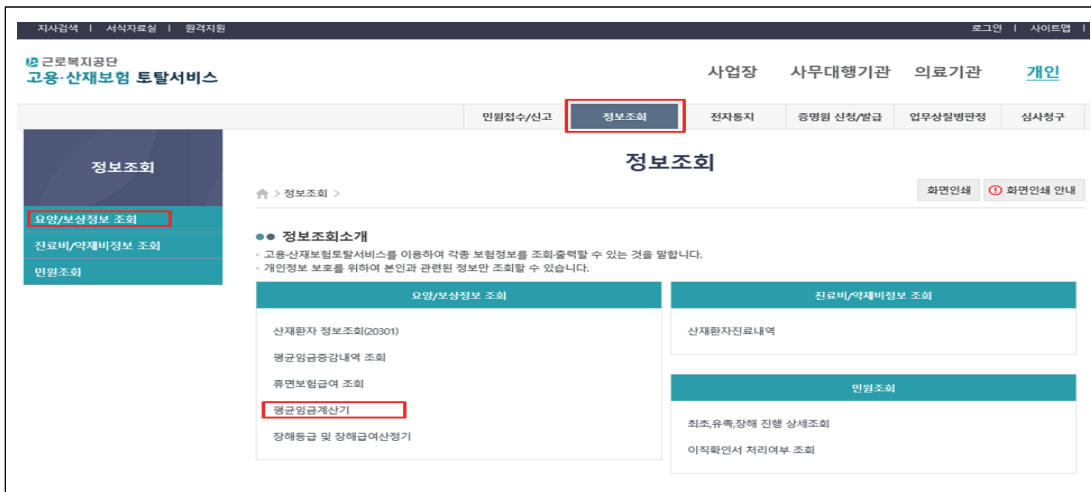 지사검색 | 서식자료실 | 원격지원
로그인 | 사이트맵 |
근로복지공단
고용·산재보험 토탈서비스
사업장 사무대행기관 의료기관 개인
민원접수/신고 정보조회 전자통지 증명원 신청/발급 업무상질병판정 심사청구
정보조회
요양/보상정보 조회
진료비/약제비정보 조회
민원조회
정보조회
> 정보조회 >
화면인쇄 화면인쇄 안내
정보조회소개
- 고용산재보험토탈서비스를 이용하여 각종 보험정보를 조회·출력할 수 있는 것을 말합니다.
- 개인정보 보호를 위하여 본인과 관련된 정보만 조회할 수 있습니다.
요양/보상정보 조회
산재환자 정보조회(20301)
평균임금증감내역 조회
휴면보험급여 조회
평균임금계산기
장해등급 및 장해급여산정기
진료비/약제비정보 조회
산재환자진료내역
민원조회
최초,유족,장해 진행 상세조회
이직확인서 처리여부 조회